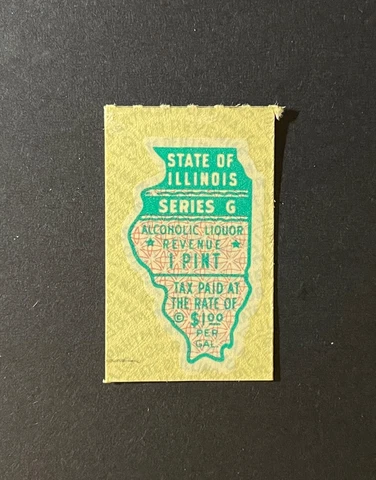 STATE OF
ILLINOIS
SERIES G
ALCOHOLIC LIQUOR
★ REVENUE ★
1 PINT
TAX PAID AT
THE RATE OF
© $1.00
PER
GAL.